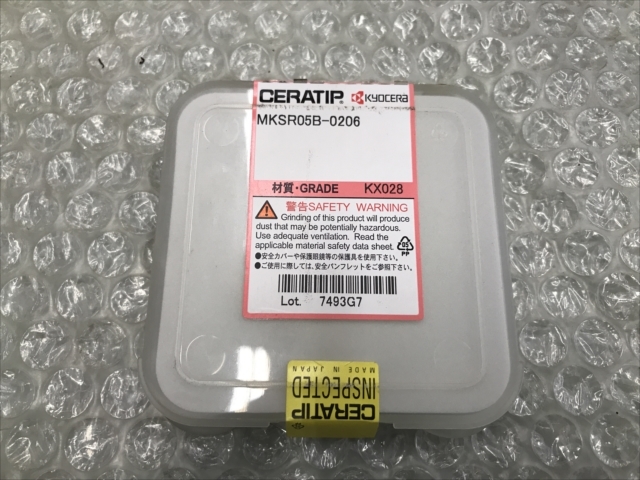 CERATIP® KYOCERA
MKSR05B-0206
材質・GRADE KX028
警告SAFETY WARNING
Grinding of this product will produce
dust that may be potentially hazardous.
Use adequate ventilation. Read the
applicable material safety data sheet.
05
PP
●安全カバーや保護眼鏡等の保護具を使用下さい。
●ご使用に際しては、安全パンフレットをご参照下さい。
Lot. 7493G7
CERATIP
INSPECTED
MADE IN JAPAN